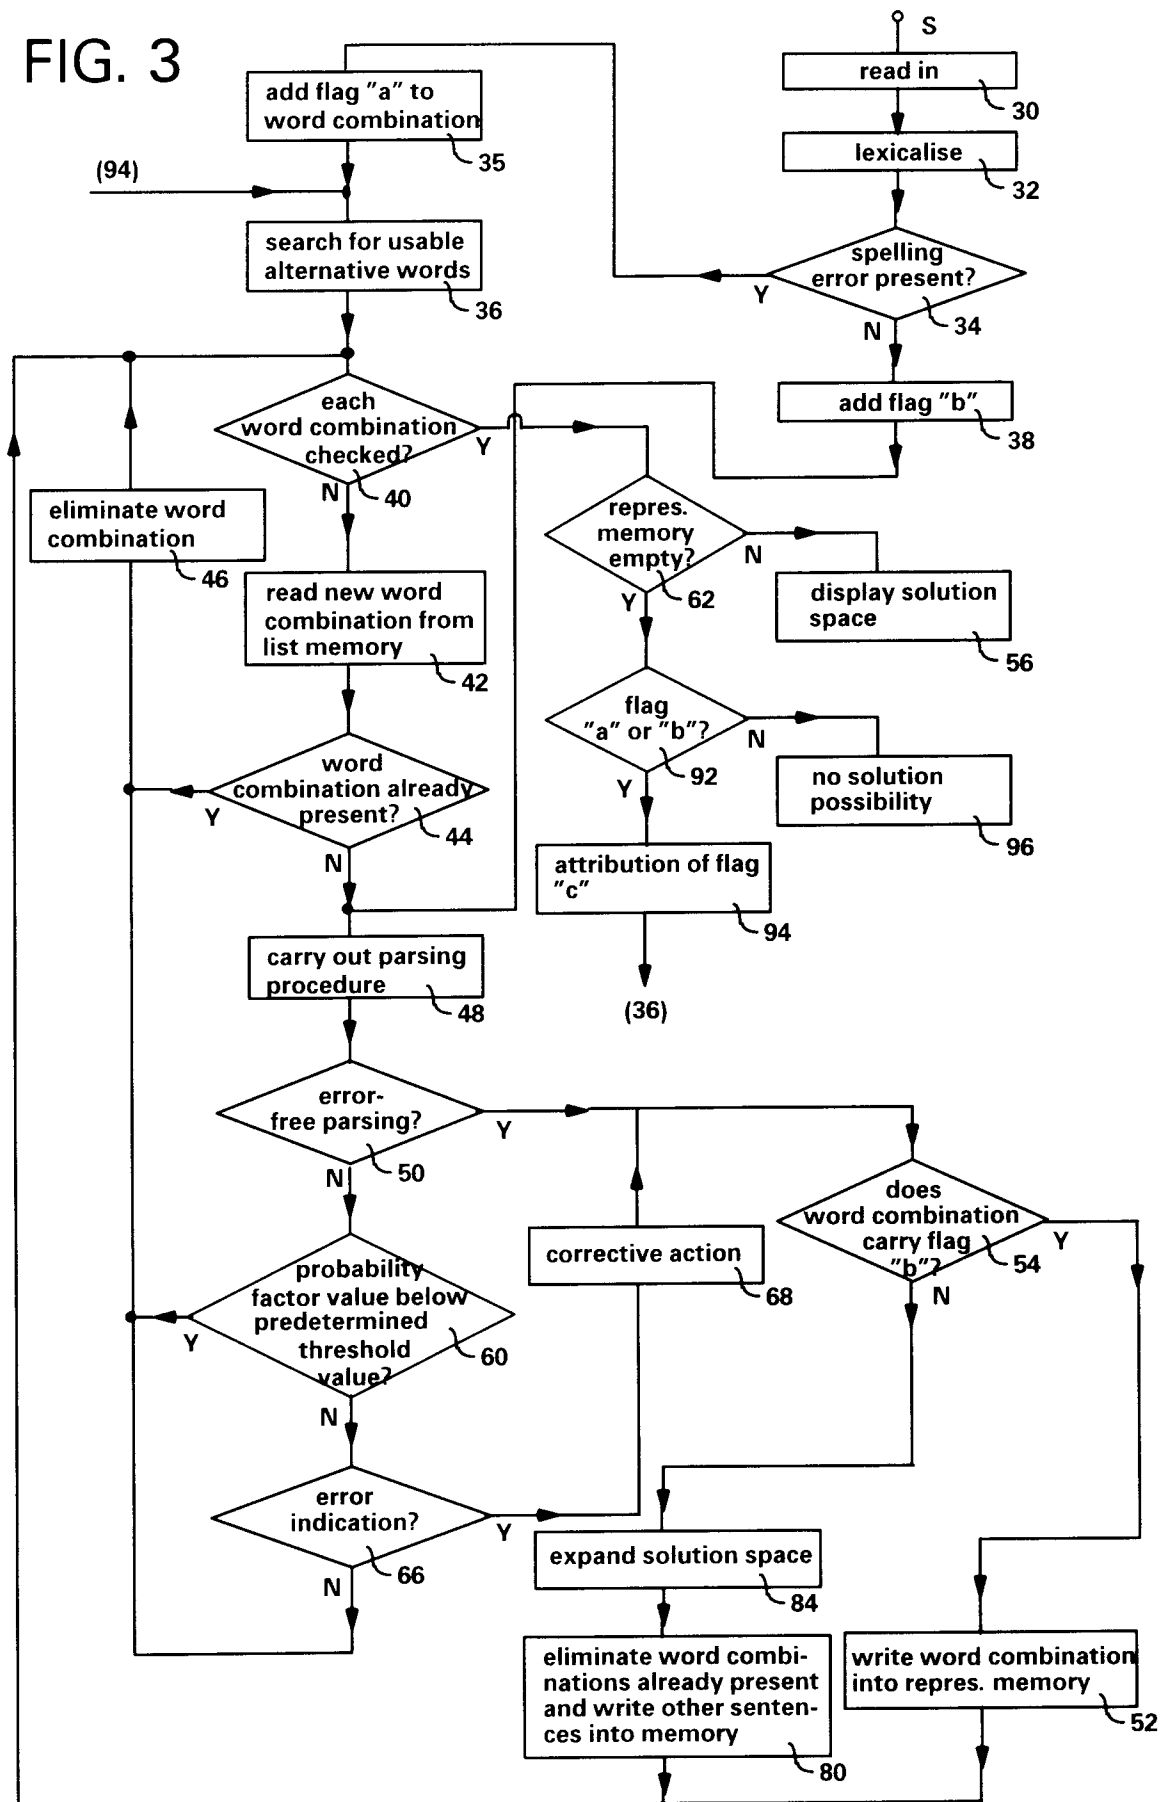 FIG. 3
S
read in
30
add flag "a" to
word combination
35
lexicalise
32
(94)
search for usable
alternative words
36
spelling
error present?
34
Y
N
add flag "b"
38
each
word combination
checked?
40
Y
N
eliminate word
combination
46
repres.
memory
empty?
62
N
Y
display solution
space
56
read new word
combination from
list memory
42
flag
"a" or "b"?
92
N
Y
no solution
possibility
96
word
combination already
present?
44
Y
N
attribution of flag
"c"
94
(36)
carry out parsing
procedure
48
error-
free parsing?
50
Y
N
does
word combination
carry flag
"b"?
54
Y
N
corrective action
68
probability
factor value below
predetermined
threshold
value?
60
Y
N
error
indication?
66
Y
N
expand solution space
84
eliminate word combi-
nations already present
and write other senten-
ces into memory
80
write word combination
into repres. memory
52